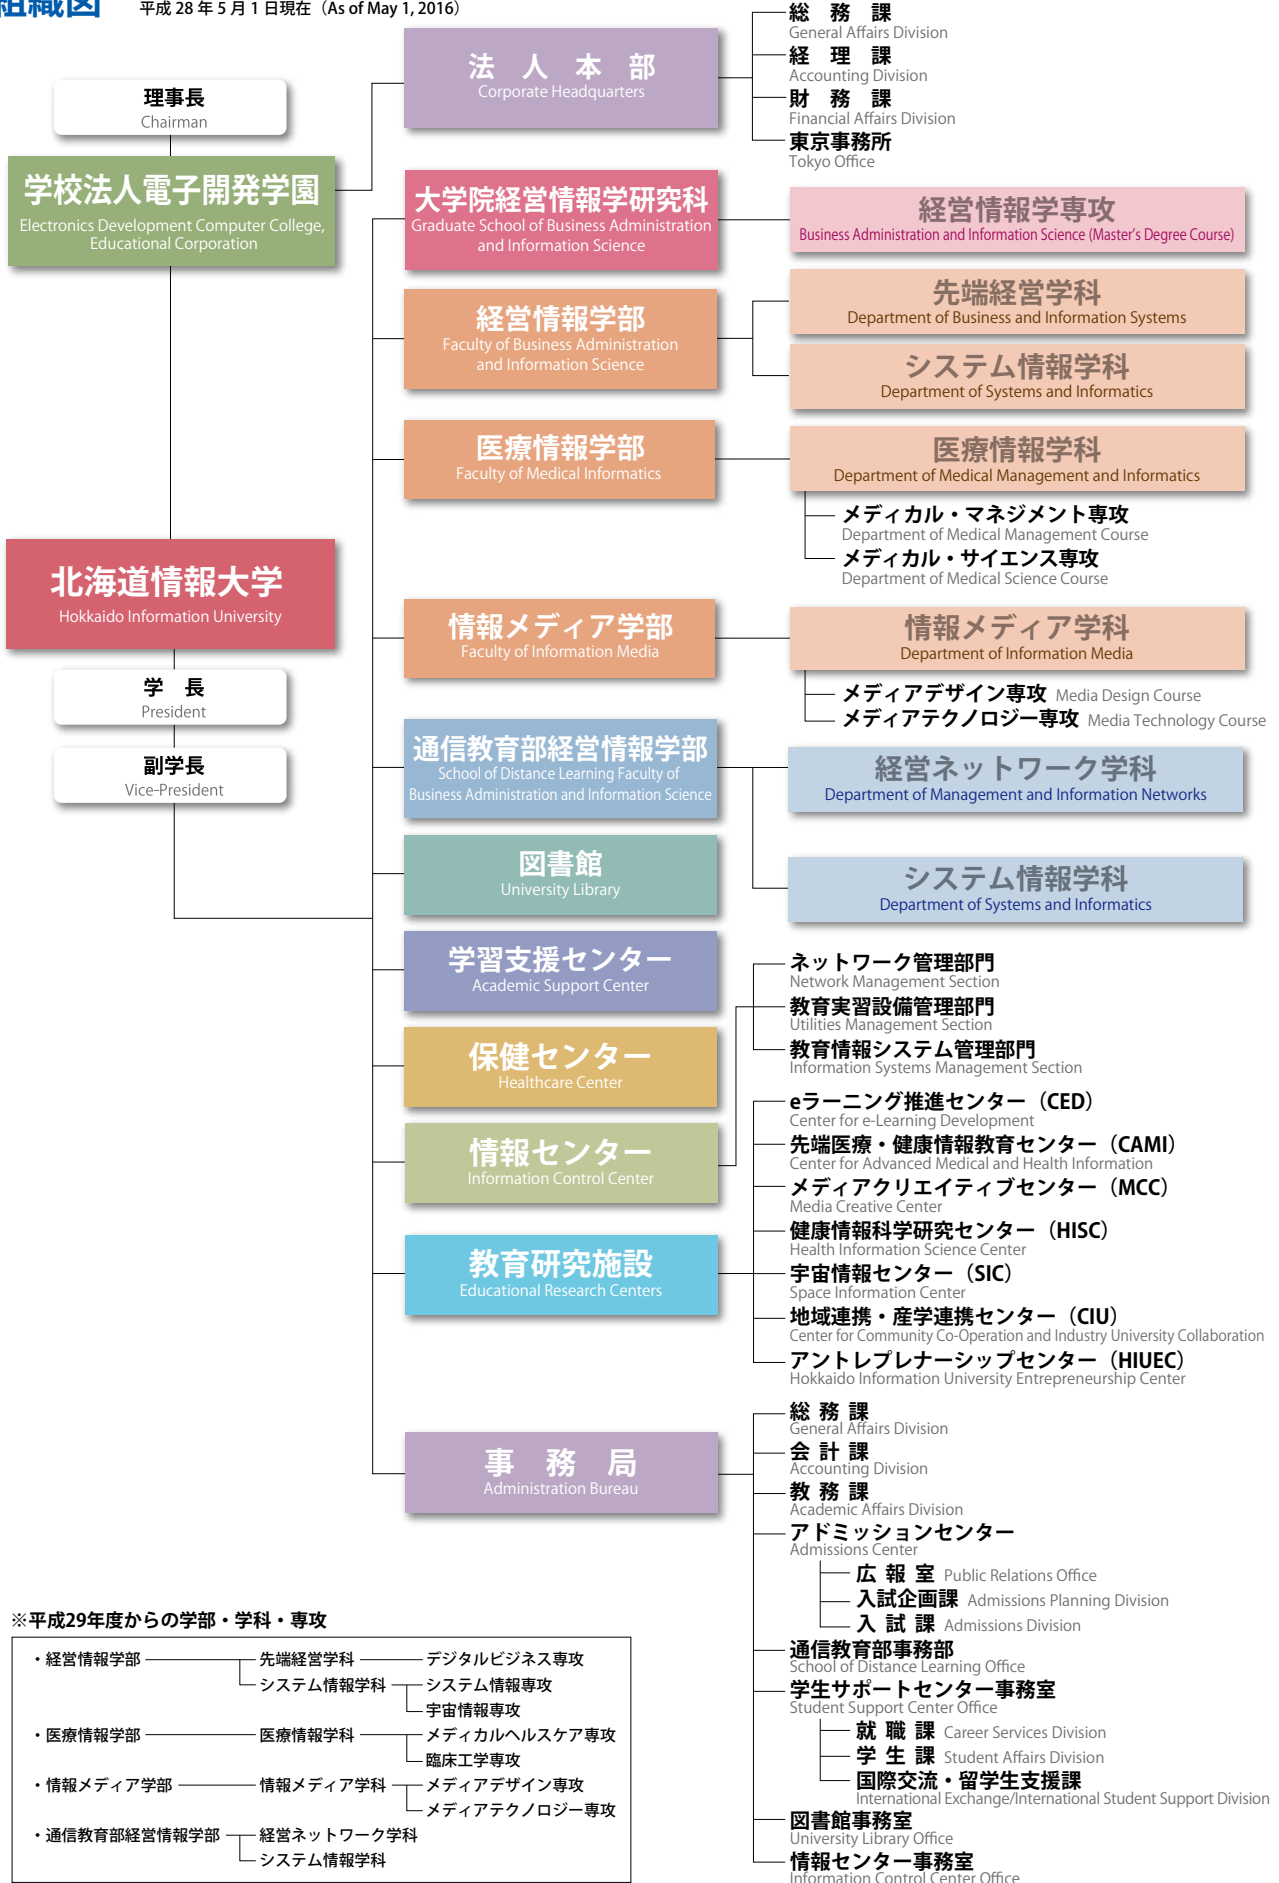 組織図
平成 28 年 5 月 1 日現在（As of May 1, 2016）
理事長
Chairman
学校法人電子開発学園
Electronics Development Computer College,
Educational Corporation
北海道情報大学
Hokkaido Information University
学　長
President
副学長
Vice-President
法　人　本　部
Corporate Headquarters
総　務　課
General Affairs Division
経　理　課
Accounting Division
財　務　課
Financial Affairs Division
東京事務所
Tokyo Office
大学院経営情報学研究科
Graduate School of Business Administration
and Information Science
経営情報学専攻
Business Administration and Information Science (Master's Degree Course)
経営情報学部
Faculty of Business Administration
and Information Science
先端経営学科
Department of Business and Information Systems
システム情報学科
Department of Systems and Informatics
医療情報学部
Faculty of Medical Informatics
医療情報学科
Department of Medical Management and Informatics
メディカル・マネジメント専攻
Department of Medical Management Course
メディカル・サイエンス専攻
Department of Medical Science Course
情報メディア学部
Faculty of Information Media
情報メディア学科
Department of Information Media
メディアデザイン専攻 Media Design Course
メディアテクノロジー専攻 Media Technology Course
通信教育部経営情報学部
School of Distance Learning Faculty of
Business Administration and Information Science
経営ネットワーク学科
Department of Management and Information Networks
システム情報学科
Department of Systems and Informatics
図書館
University Library
学習支援センター
Academic Support Center
保健センター
Healthcare Center
情報センター
Information Control Center
ネットワーク管理部門
Network Management Section
教育実習設備管理部門
Utilities Management Section
教育情報システム管理部門
Information Systems Management Section
教育研究施設
Educational Research Centers
eラーニング推進センター（CED）
Center for e-Learning Development
先端医療・健康情報教育センター（CAMI）
Center for Advanced Medical and Health Information
メディアクリエイティブセンター（MCC）
Media Creative Center
健康情報科学研究センター（HISC）
Health Information Science Center
宇宙情報センター（SIC）
Space Information Center
地域連携・産学連携センター（CIU）
Center for Community Co-Operation and Industry University Collaboration
アントレプレナーシップセンター（HIUEC）
Hokkaido Information University Entrepreneurship Center
事　務　局
Administration Bureau
総 務 課
General Affairs Division
会 計 課
Accounting Division
教 務 課
Academic Affairs Division
アドミッションセンター
Admissions Center
広 報 室 Public Relations Office
入試企画課 Admissions Planning Division
入 試 課 Admissions Division
通信教育部事務部
School of Distance Learning Office
学生サポートセンター事務室
Student Support Center Office
就 職 課 Career Services Division
学 生 課 Student Affairs Division
国際交流・留学生支援課
International Exchange/International Student Support Division
図書館事務室
University Library Office
情報センター事務室
Information Control Center Office
※平成29年度からの学部・学科・専攻
・経営情報学部 先端経営学科 デジタルビジネス専攻
システム情報学科 システム情報専攻
宇宙情報専攻
・医療情報学部 医療情報学科 メディカルヘルスケア専攻
臨床工学専攻
・情報メディア学部 情報メディア学科 メディアデザイン専攻
メディアテクノロジー専攻
・通信教育部経営情報学部 経営ネットワーク学科
システム情報学科